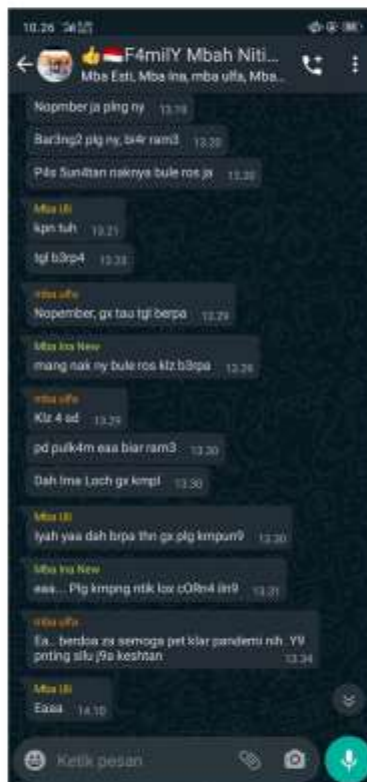 10.26
F4milY Mbah Niti...
Mba Esti, Mba Ina, mba ulfa, Mba...
Nopmber ja plng ny 13.19
Bar3ng2 plg ny, bi4r ram3 13.20
P4s 5un4tan naknya bule ros ja 13.20
Mba Uli
kpn tuh 13.21
tgl b3rp4 13.23
mba ulfa
Nopember, gx tau tgl berpa 13.29
Mba Ina New
mang nak ny bule ros klz b3rpa 13.29
mba ulfa
Klz 4 sd 13.29
pd pulk4m eaa biar ram3 13.30
Dah lma Loch gx kmpl 13.30
Mba Uli
Iyah yaa dah brpa thn gx plg kmpun9 13.30
Mba Ina New
eaa... Plg kmpng ntik lox cORn4 iln9 13.31
mba ulfa
Ea.. berdoa za semoga pet klar pandemi nih. Y9
pnting sllu j9a keshtan 13.34
Mba Uli
Eaaa 14.10
Ketik pesan